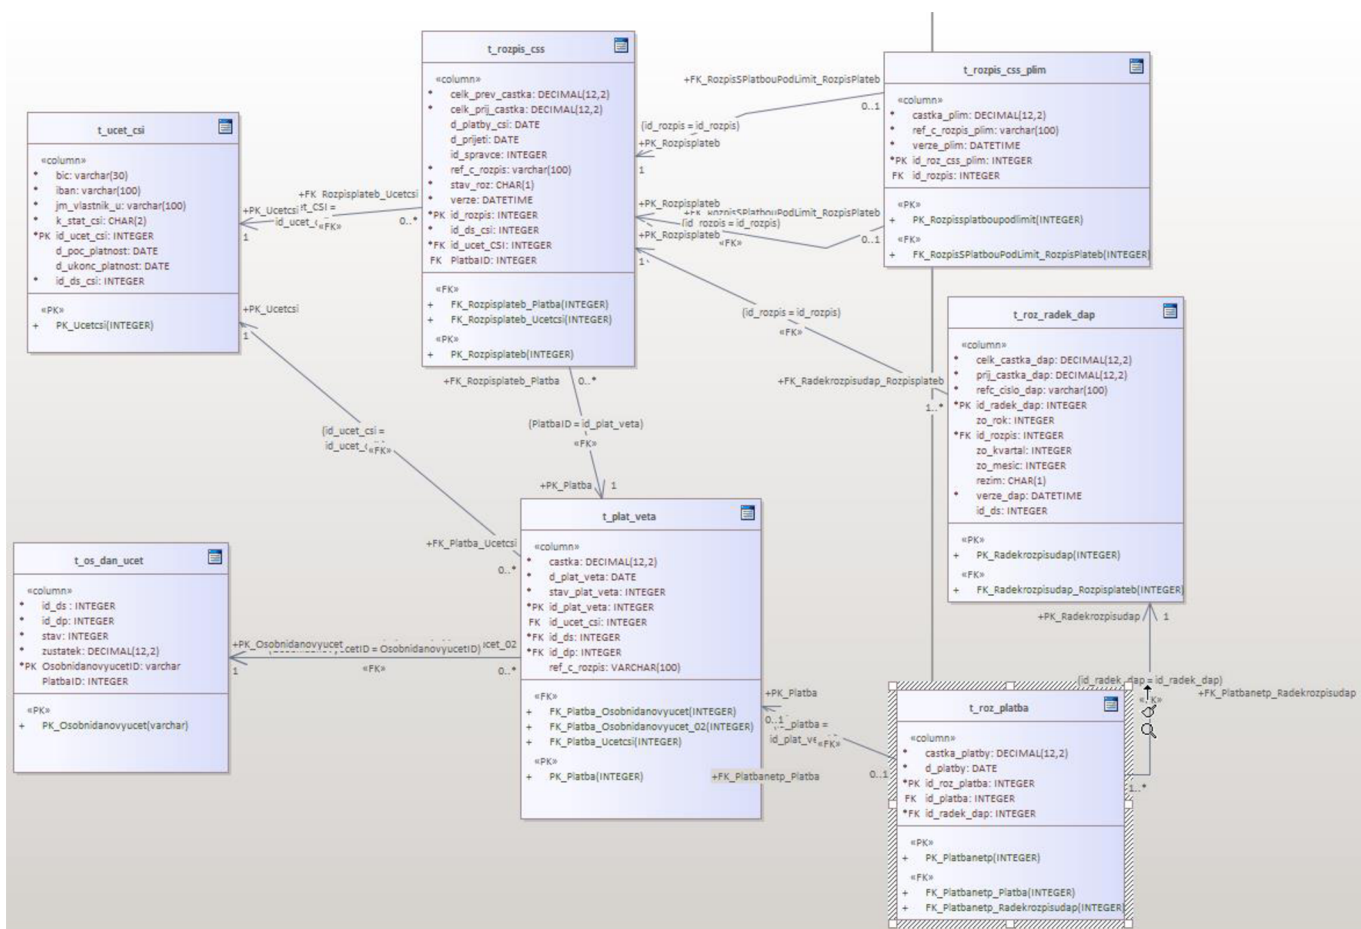 t_rozpis_css
«column»
* celk_prev_castka: DECIMAL(12,2)
* celk_prij_castka: DECIMAL(12,2)
d_platby_csi: DATE
d_prijeti: DATE
id_spravce: INTEGER
* ref_c_rozpis: varchar(100)
* stav_roz: CHAR(1)
* verze: DATETIME
*PK id_rozpis: INTEGER
* id_ds_csi: INTEGER
*FK id_ucet_CSI: INTEGER
FK PlatbaID: INTEGER
«FK»
+ FK_Rozpisplateb_Platba(INTEGER)
+ FK_Rozpisplateb_Ucetcsi(INTEGER)
«PK»
+ PK_Rozpisplateb(INTEGER)
t_rozpis_css_plim
«column»
* castka_plim: DECIMAL(12,2)
* ref_c_rozpis_plim: varchar(100)
* verze_plim: DATETIME
*PK id_roz_css_plim: INTEGER
FK id_rozpis: INTEGER
«PK»
+ PK_Rozpissplatboupodlimit(INTEGER)
«FK»
+ FK_RozpisSPlatbouPodLimit_RozpisPlateb(INTEGER)
t_ucet_csi
«column»
* bic: varchar(30)
* iban: varchar(100)
* jm_vlastnik_u: varchar(100)
* k_stat_csi: CHAR(2)
*PK id_ucet_csi: INTEGER
d_poc_platnost: DATE
d_ukonc_platnost: DATE
* id_ds_csi: INTEGER
«PK»
+ PK_Ucetcsi(INTEGER)
+FK_RozpisSPlatbouPodLimit_RozpisPlateb
0..1
(id_rozpis = id_rozpis)
+PK_Rozpisplateb
1
+FK_Rozpisplateb_Ucetcsi
+PK_Ucetcsi
«FK»
0..*
1
+PK_Rozpisplateb
+FK_RozpisSPlatbouPodLimit_RozpisPlateb
(id_rozpis = id_rozpis)
+PK_Rozpisplateb
«FK»
0..1
1
+PK_Ucetcsi
1
(id_rozpis = id_rozpis)
«FK»
+FK_Radekrozpisudap_Rozpisplateb
1..*
t_roz_radek_dap
«column»
* celk_castka_dap: DECIMAL(12,2)
* prij_castka_dap: DECIMAL(12,2)
* refc_cislo_dap: varchar(100)
*PK id_radek_dap: INTEGER
zo_rok: INTEGER
*FK id_rozpis: INTEGER
zo_kvartal: INTEGER
zo_mesic: INTEGER
rezim: CHAR(1)
* verze_dap: DATETIME
id_ds: INTEGER
«PK»
+ PK_Radekrozpisudap(INTEGER)
«FK»
+ FK_Radekrozpisudap_Rozpisplateb(INTEGER)
+FK_Rozpisplateb_Platba 0..*
(PlatbaID = id_plat_veta)
«FK»
+PK_Platba 1
(id_ucet_csi =
«FK»
+FK_Platba_Ucetcsi
0..*
t_plat_veta
«column»
* castka: DECIMAL(12,2)
* d_plat_veta: DATE
* stav_plat_veta: INTEGER
*PK id_plat_veta: INTEGER
FK id_ucet_csi: INTEGER
*FK id_ds: INTEGER
*FK id_dp: INTEGER
ref_c_rozpis: VARCHAR(100)
«FK»
+ FK_Platba_Osobnidanovyucet(INTEGER)
+ FK_Platba_Osobnidanovyucet_02(INTEGER)
+ FK_Platba_Ucetcsi(INTEGER)
«PK»
+ PK_Platba(INTEGER)
t_os_dan_ucet
«column»
* id_ds : INTEGER
* id_dp: INTEGER
* stav: INTEGER
* zustatek: DECIMAL(12,2)
*PK OsobnidanovyucetID: varchar
PlatbaID: INTEGER
«PK»
+ PK_Osobnidanovyucet(varchar)
+PK_Osobnidanovyucet
= OsobnidanovyucetID)
1
«FK»
0..*
+PK_Radekrozpisudap 1
(id_radek_dap = id_radek_dap)
+FK_Platbanetp_Radekrozpisudap
1..*
+PK_Platba
0..1
«FK»
+FK_Platbanetp_Platba
0..1
t_roz_platba
«column»
* castka_platby: DECIMAL(12,2)
* d_platby: DATE
*PK id_roz_platba: INTEGER
FK id_platba: INTEGER
*FK id_radek_dap: INTEGER
«PK»
+ PK_Platbanetp(INTEGER)
«FK»
+ FK_Platbanetp_Platba(INTEGER)
+ FK_Platbanetp_Radekrozpisudap(INTEGER)